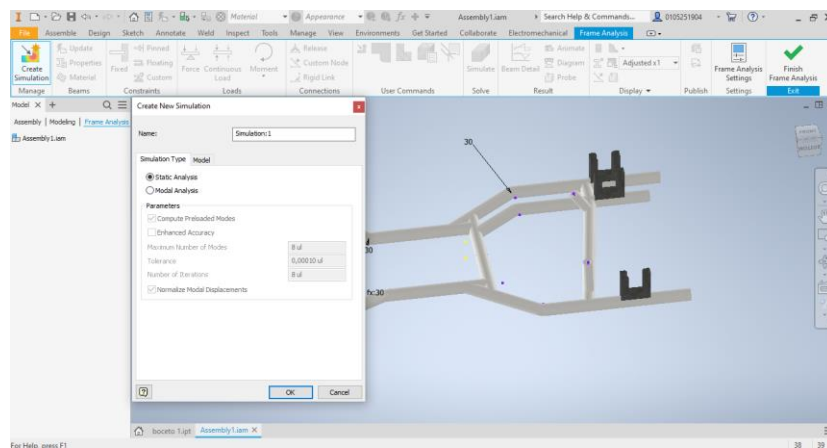 Material
Appearance
Assembly1.iam
Search Help & Commands...
0105251904
File Assemble Design Sketch Annotate Weld Inspect Tools Manage View Environments Get Started Collaborate Electromechanical Frame Analysis
Create Simulation
Update
Properties
Material
Fixed
Pinned
Floating
Custom
Force
Continuous Load
Moment
Release
Custom Node
Rigid Link
Simulate
Beam Detail
Animate
Diagram
Probe
Adjusted x1
Frame Analysis Settings
Finish Frame Analysis
Manage Beams Constraints Loads Connections User Commands Solve Result Display Publish Settings Exit
Model X +
Assembly | Modeling | Frame Analysis
Assembly1.iam
Create New Simulation
Name: Simulation:1
Simulation Type Model
Static Analysis
Modal Analysis
Parameters
Compute Preloaded Modes
Enhanced Accuracy
Maximum Number of Modes 8 ul
Tolerance 0,00010 ul
Number of Iterations 8 ul
Normalize Modal Displacements
OK Cancel
30
30
fx:30
boceto 1.ipt Assembly1.iam X
For Help, press F1
38 39